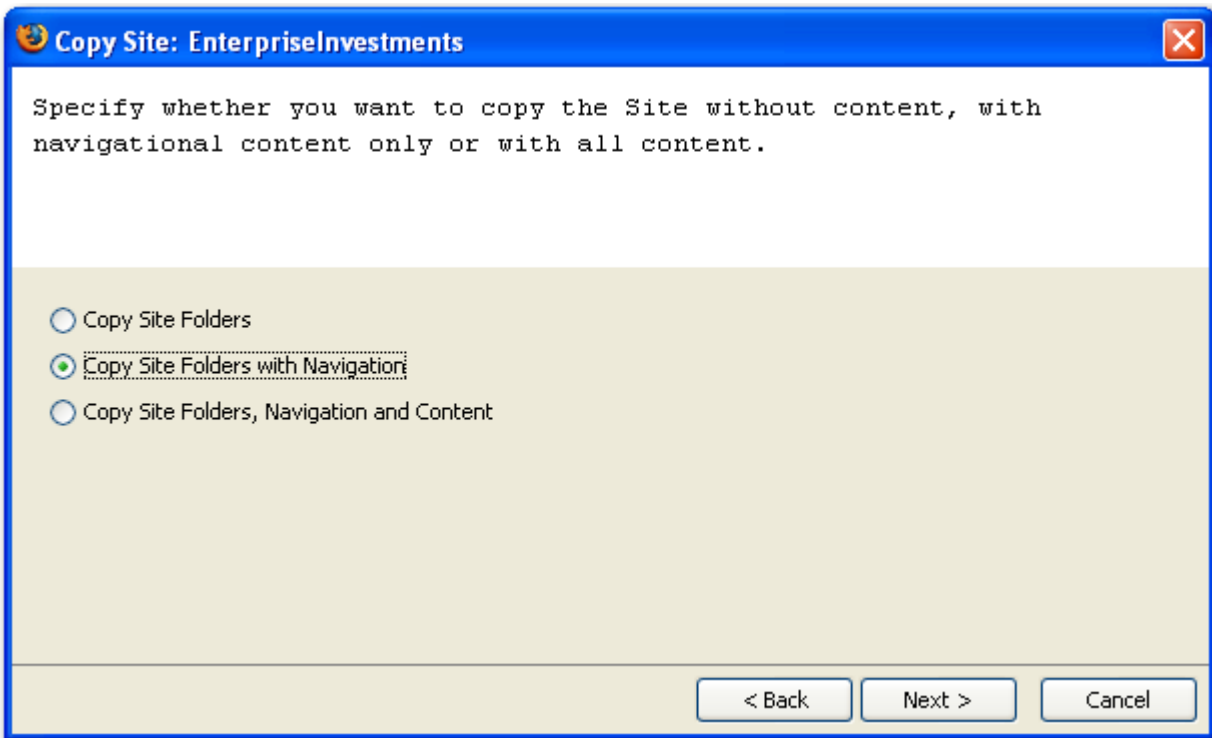 Copy Site: EnterpriseInvestments
Specify whether you want to copy the Site without content, with
navigational content only or with all content.
Copy Site Folders
Copy Site Folders with Navigation
Copy Site Folders, Navigation and Content
< Back Next > Cancel